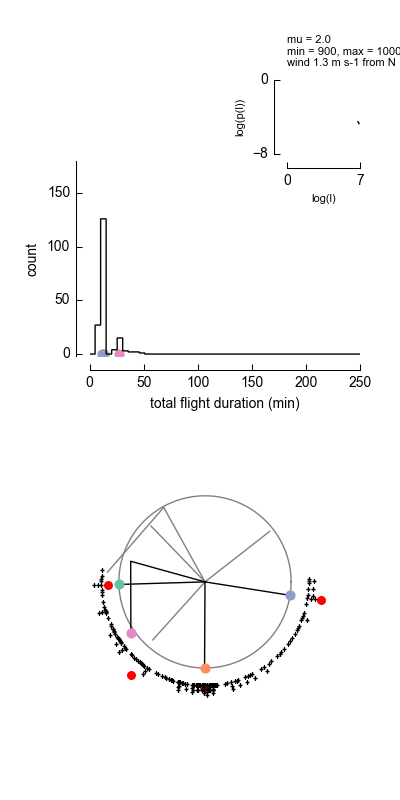 mu = 2.0
min = 900, max = 1000
wind 1.3 m s-1 from N
0
log(p(l))
−8
0
7
log(l)
150
100
50
0
count
0
50
100
150
200
250
total flight duration (min)